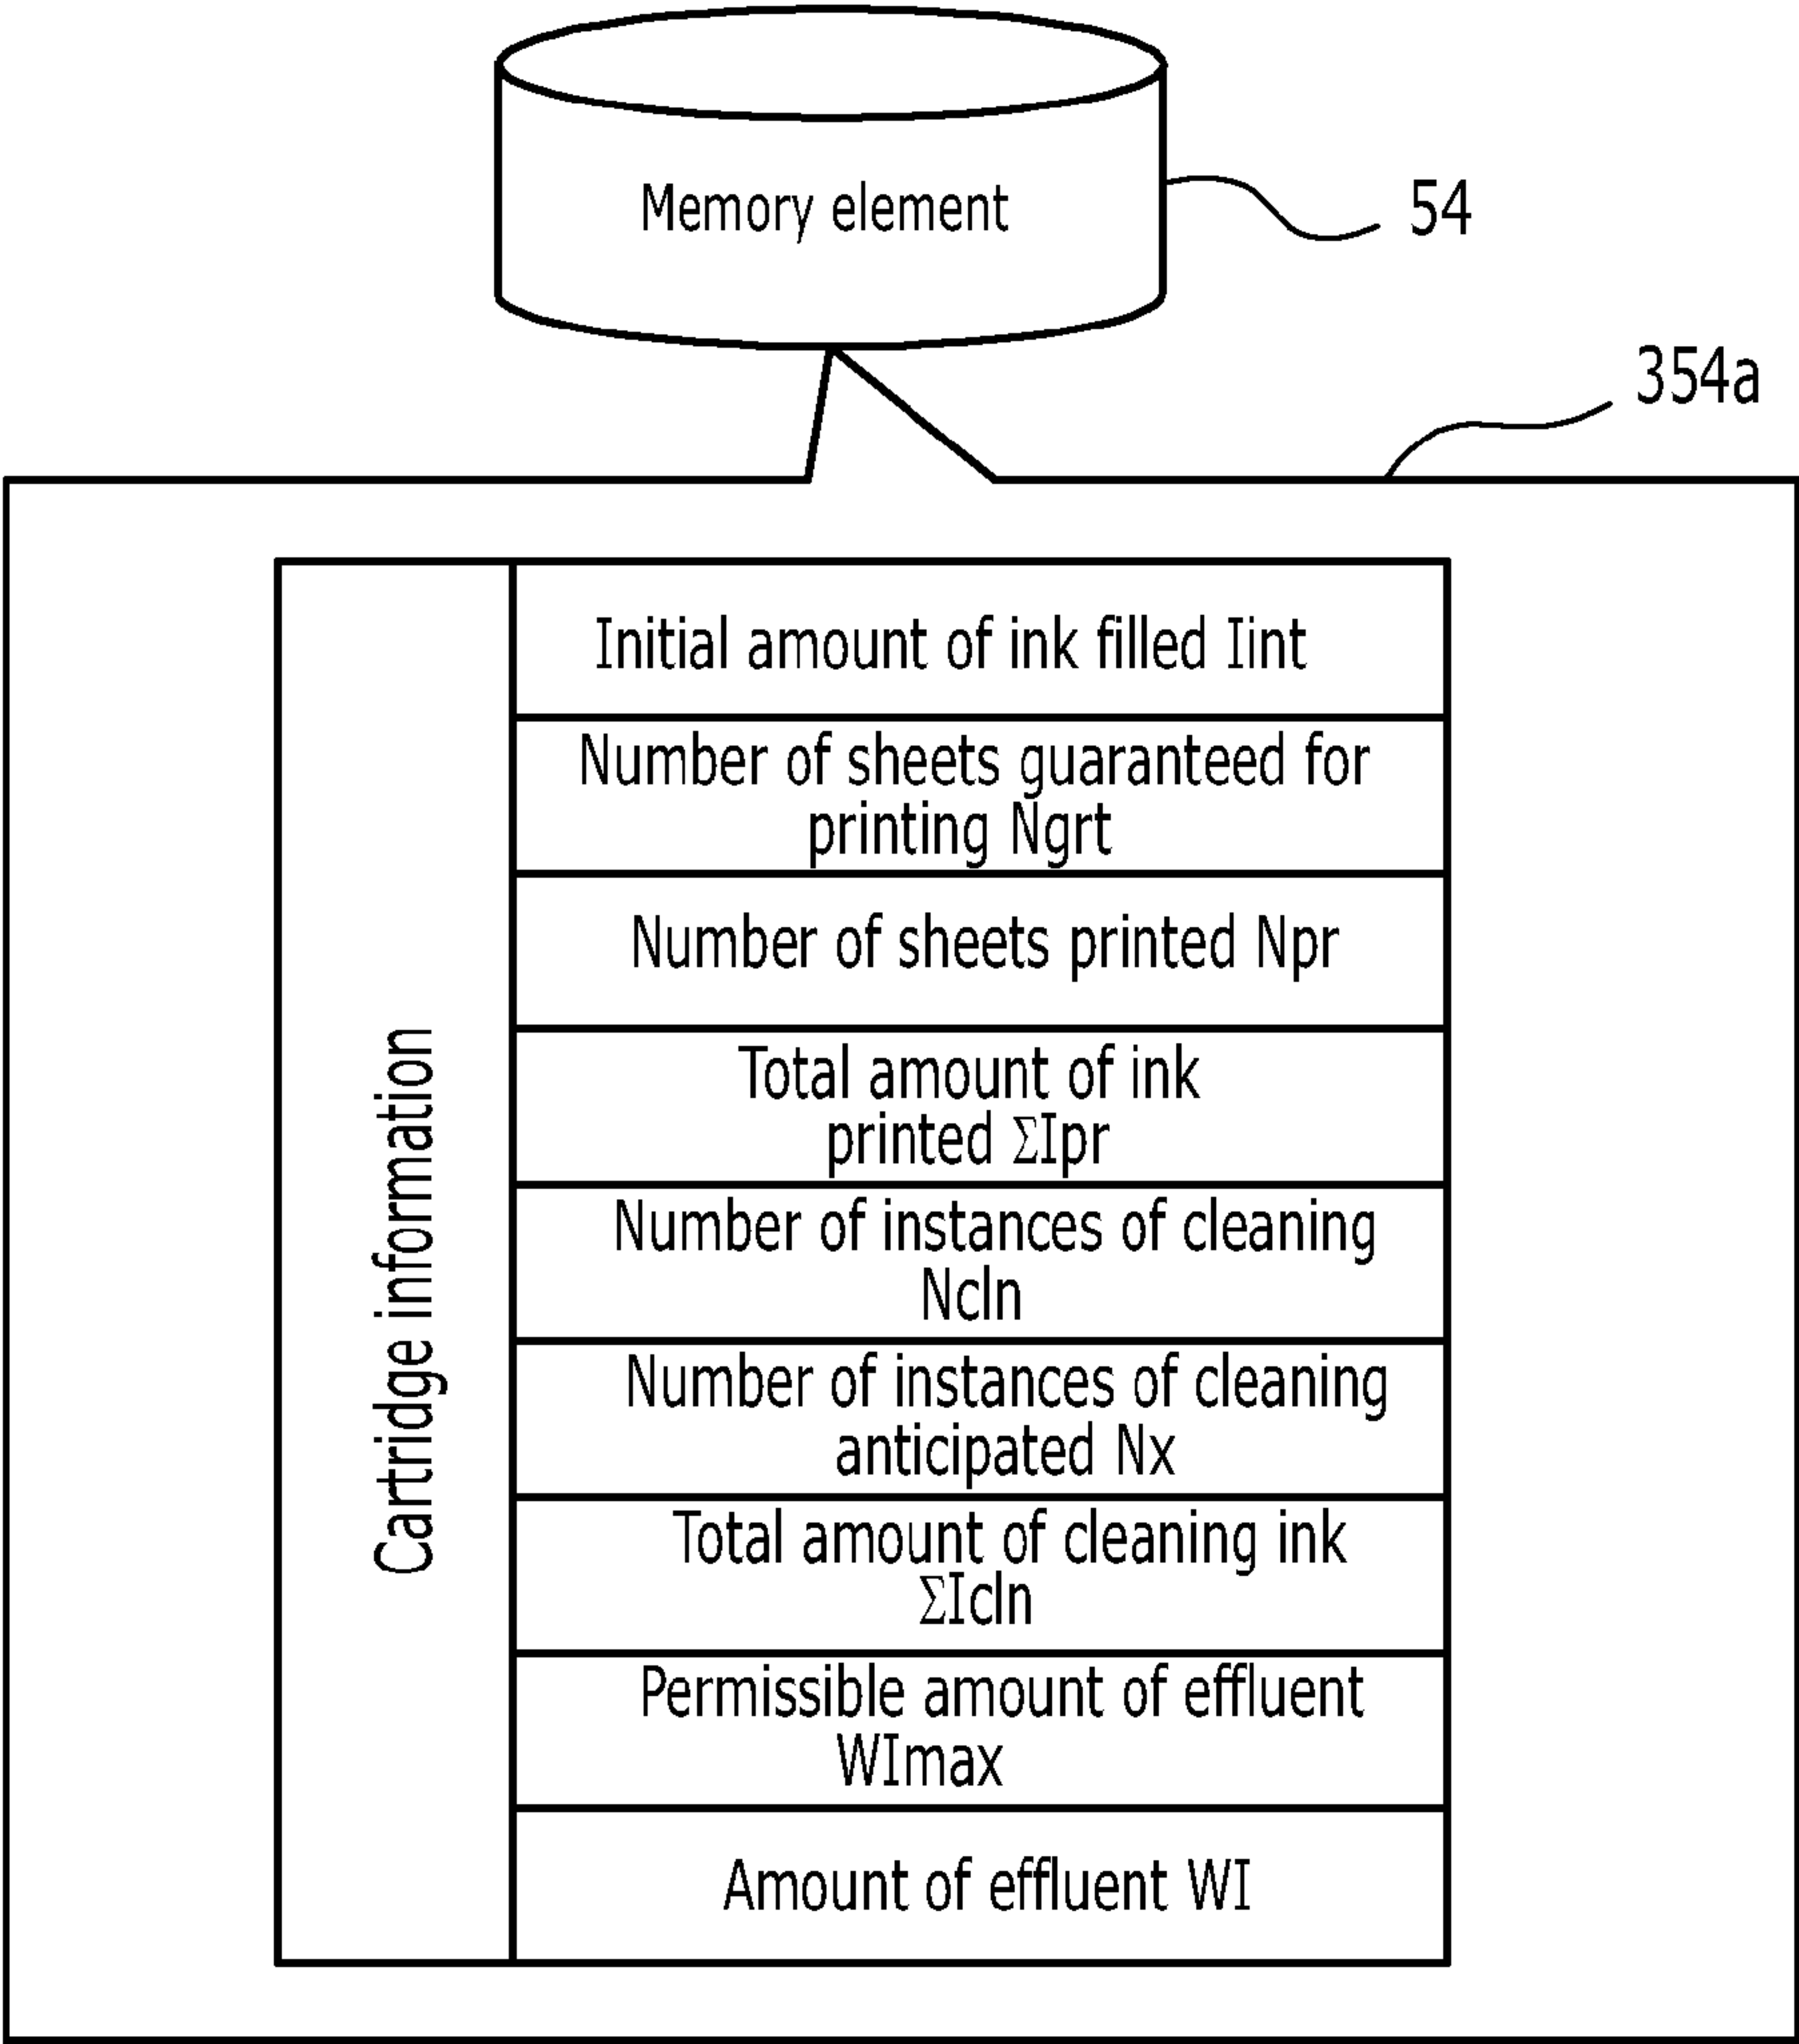 Memory element
54
354a
Cartridge information
Initial amount of ink filled Iint
Number of sheets guaranteed for
printing Ngrt
Number of sheets printed Npr
Total amount of ink
printed ΣIpr
Number of instances of cleaning
Ncln
Number of instances of cleaning
anticipated Nx
Total amount of cleaning ink
ΣIcln
Permissible amount of effluent
WImax
Amount of effluent WI